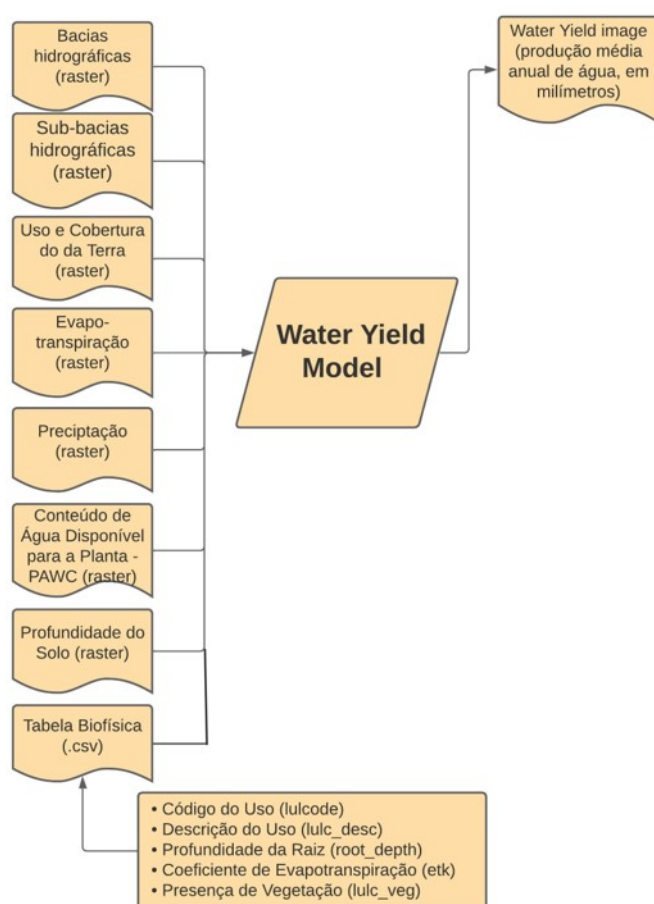 Bacias
hidrográficas
(raster)
Sub-bacias
hidrográficas
(raster)
Uso e Cobertura
do da Terra
(raster)
Evapo-
transpiração
(raster)
Preciptação
(raster)
Conteúdo de
Água Disponível
para a Planta -
PAWC (raster)
Profundidade do
Solo (raster)
Tabela Biofísica
(.csv)
• Código do Uso (lulcode)
• Descrição do Uso (lulc_desc)
• Profundidade da Raiz (root_depth)
• Coeficiente de Evapotranspiração (etk)
• Presença de Vegetação (lulc_veg)
Water Yield
Model
Water Yield image
(produção média
anual de água, em
milímetros)